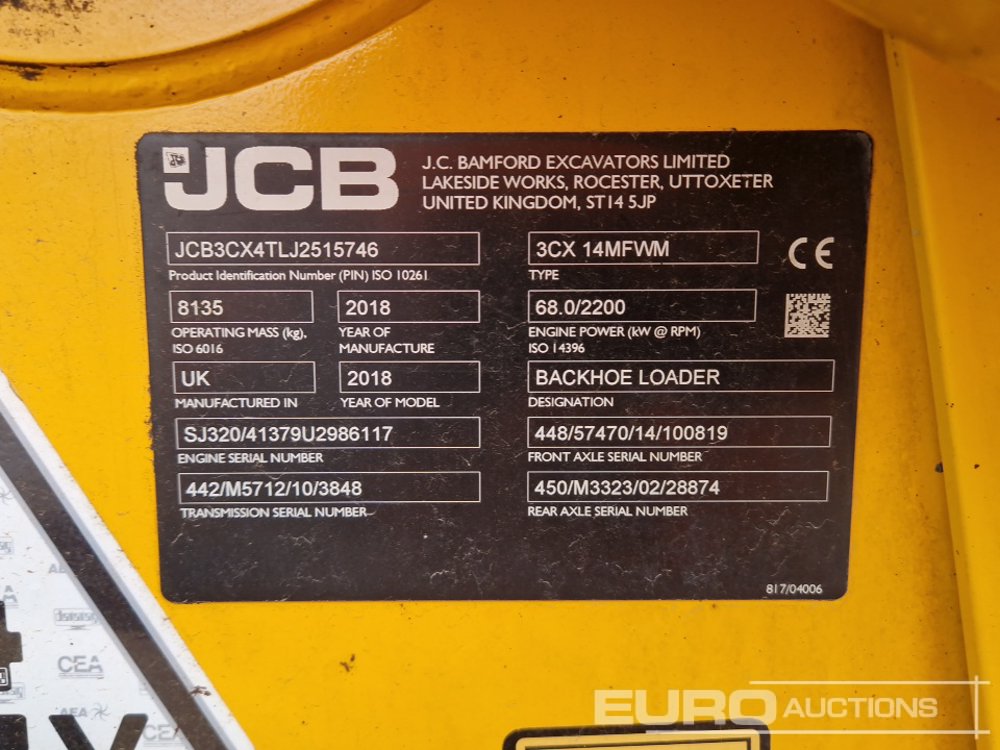 JCB
J.C. BAMFORD EXCAVATORS LIMITED
LAKESIDE WORKS, ROCESTER, UTTOXETER
UNITED KINGDOM, ST14 5JP
JCB3CX4TLJ2515746
Product Identification Number (PIN) ISO 10261
3CX 14MFWM
TYPE
CE
8135
OPERATING MASS (kg),
ISO 6016
2018
YEAR OF
MANUFACTURE
68.0/2200
ENGINE POWER (kW @ RPM)
ISO 14396
UK
MANUFACTURED IN
2018
YEAR OF MODEL
BACKHOE LOADER
DESIGNATION
SJ320/41379U2986117
ENGINE SERIAL NUMBER
448/57470/14/100819
FRONT AXLE SERIAL NUMBER
442/M5712/10/3848
TRANSMISSION SERIAL NUMBER
450/M3323/02/28874
REAR AXLE SERIAL NUMBER
817/04006
CEA
AEA
EURO AUCTIONS